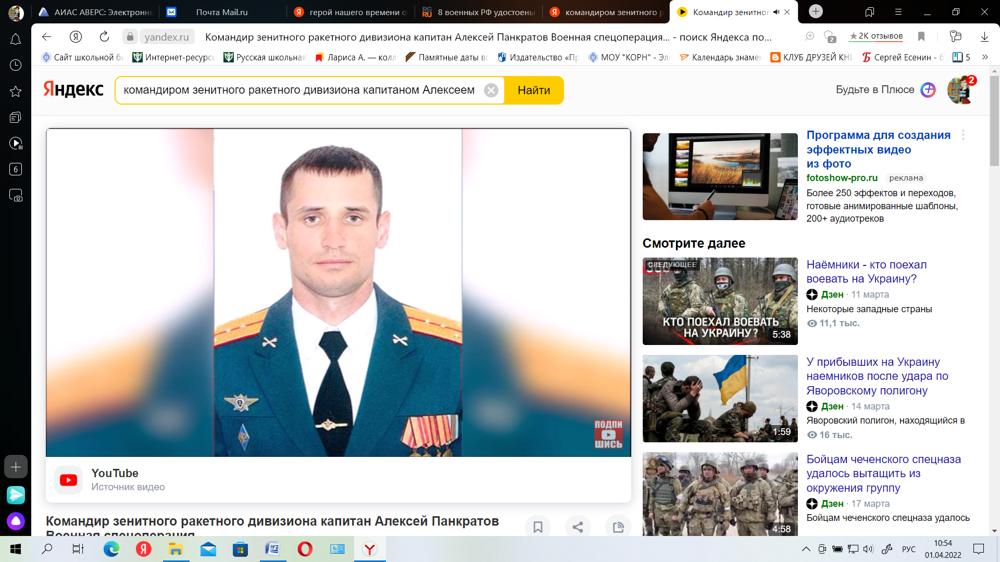 АИАС АВЕРС: Электронн
Почта Mail.ru
герой нашего времени о
8 военных РФ удостоены
командиром зенитного р
Командир зенитног
yandex.ru
Командир зенитного ракетного дивизиона капитан Алексей Панкратов Военная спецоперация... - поиск Яндекса по...
2
2К отзывов
Сайт школьной би
Интернет-ресурсы
Русская школьная
Лариса А. — колл
Памятные даты вс
Издательство «Пр
МОУ "КОРН" - Эле
Календарь знамен
КЛУБ ДРУЗЕЙ КНИ
Сергей Есенин - б
5
»
6
Яндекс
командиром зенитного ракетного дивизиона капитаном Алексеем
Найти
Будьте в Плюсе
2
ПОДПИ
ШИСЬ
YouTube
Источник видео
Командир зенитного ракетного дивизиона капитан Алексей Панкратов
Военная спецоперация
Программа для создания
эффектных видео
из фото
fotoshow-pro.ru реклама
Более 250 эффектов и переходов,
готовые анимированные шаблоны,
200+ аудиотреков
Смотрите далее
СЛЕДУЮЩЕЕ
КТО ПОЕХАЛ ВОЕВАТЬ
НА УКРАИНУ?
5:38
Наёмники - кто поехал
воевать на Украину?
Дзен · 11 марта
Некоторые западные страны
11,1 тыс.
1:59
У прибывших на Украину
наемников после удара по
Яворовскому полигону
Дзен · 14 марта
Яворовский полигон, находящийся в
16 тыс.
4:58
Бойцам чеченского спецназа
удалось вытащить из
окружения группу
Дзен · 17 марта
Бойцам чеченского спецназа удалось
РУС
10:54
01.04.2022